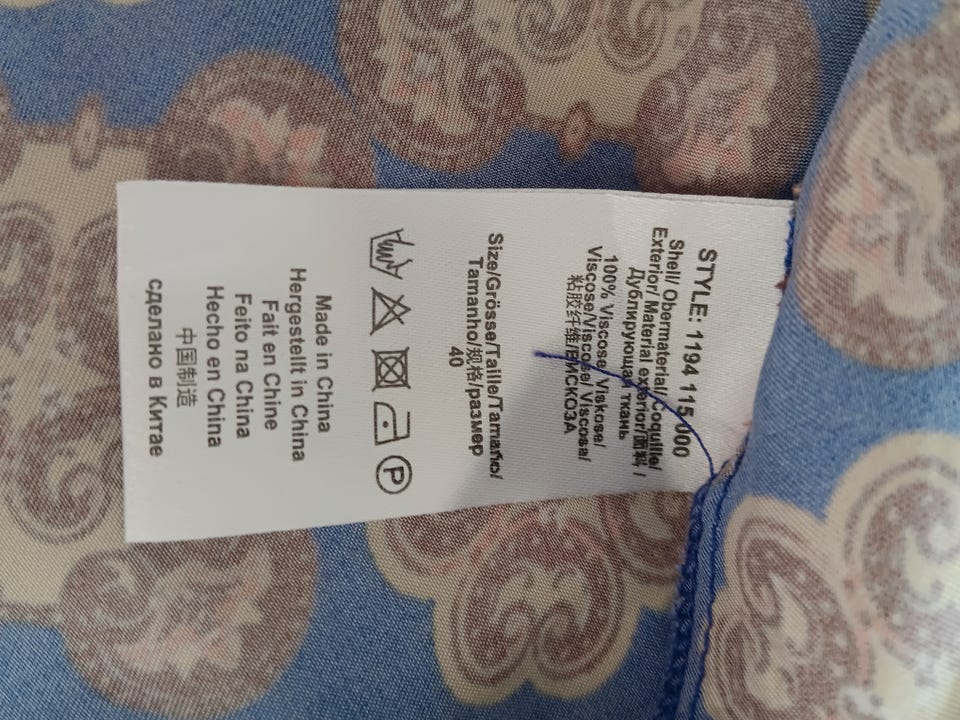 STYLE: 1194 115 000
Shell/ Obermaterial/ Coquille/
Exterior/ Material exterior/面料/
Дублирующая ткань
100% Viscose/ Viskose/
Viscose/Viscose/ Viscosa/
粘胶纤维/ВИСКОЗА
Size/Grösse/Taille/Tamaño/
Tamanho/规格/размер
40
P
Made in China
Hergestellt in China
Fait en Chine
Feito na China
Hecho en China
中国制造
сделано в Китае